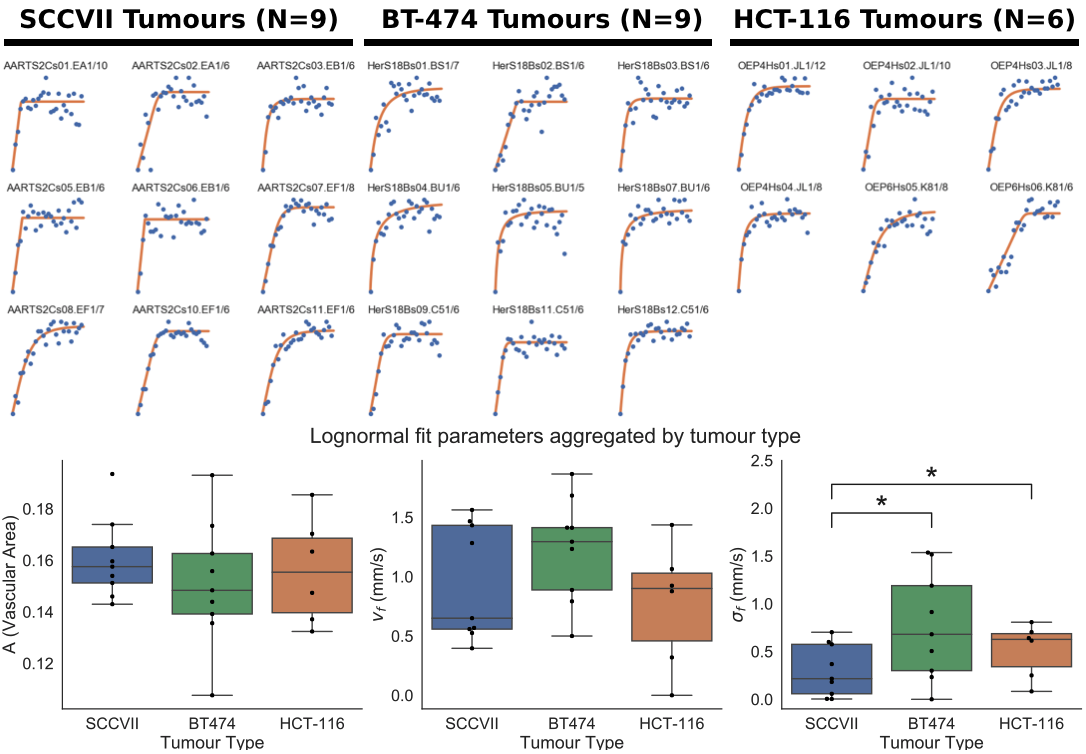 SCCVII Tumours (N=9) BT-474 Tumours (N=9) HCT-116 Tumours (N=6)
AARTS2Cs01.EA1/10 AARTS2Cs02.EA1/6 AARTS2Cs03.EB1/6 HerS18Bs01.BS1/7 HerS18Bs02.BS1/6 HerS18Bs03.BS1/6 OEP4Hs01.JL1/12 OEP4Hs02.JL1/10 OEP4Hs03.JL1/8
AARTS2Cs05.EB1/6 AARTS2Cs06.EB1/6 AARTS2Cs07.EF1/8 HerS18Bs04.BU1/6 HerS18Bs05.BU1/5 HerS18Bs07.BU1/6 OEP4Hs04.JL1/8 OEP6Hs05.K81/8 OEP6Hs06.K81/6
AARTS2Cs08.EF1/7 AARTS2Cs10.EF1/6 AARTS2Cs11.EF1/6 HerS18Bs09.C51/6 HerS18Bs11.C51/6 HerS18Bs12.C51/6
Lognormal fit parameters aggregated by tumour type
A (Vascular Area)
0.18
0.16
0.14
0.12
SCCVII BT474 HCT-116
Tumour Type
v_f (mm/s)
1.5
1.0
0.5
0.0
SCCVII BT474 HCT-116
Tumour Type
σ_f (mm/s)
2.5
2.0
1.5
1.0
0.5
0.0
*
*
SCCVII BT474 HCT-116
Tumour Type